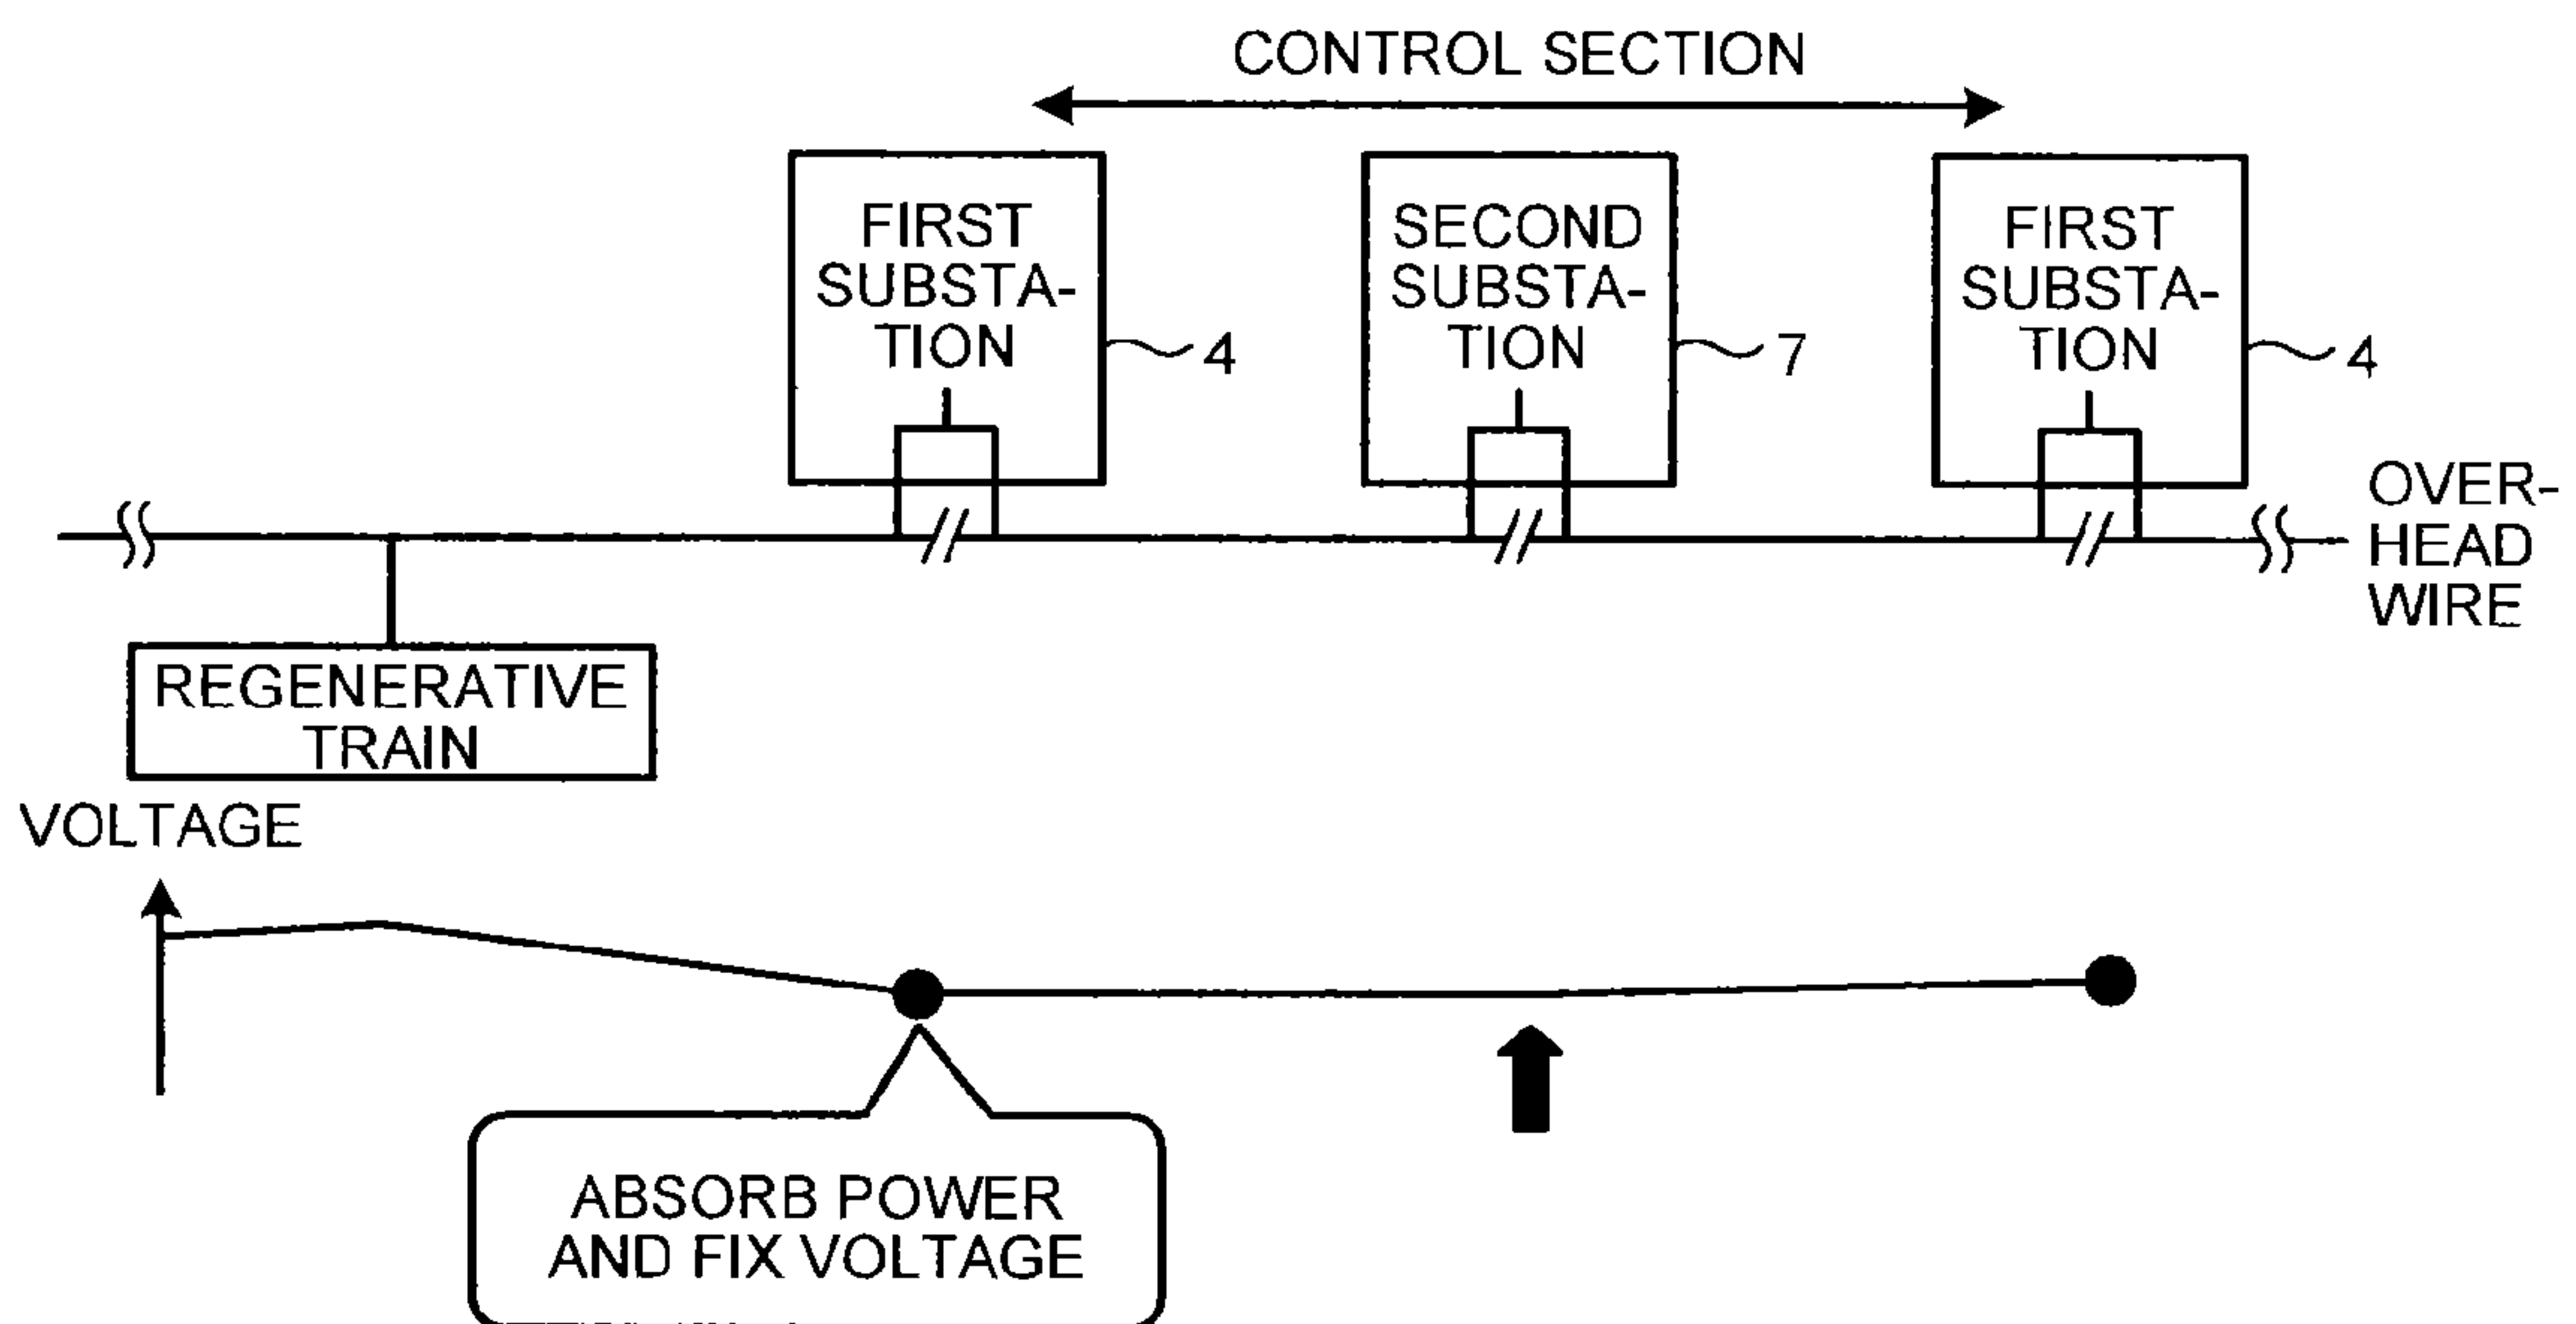 CONTROL SECTION
FIRST
SUBSTA-
TION
4
SECOND
SUBSTA-
TION
7
FIRST
SUBSTA-
TION
4
OVER-
HEAD
WIRE
REGENERATIVE
TRAIN
VOLTAGE
ABSORB POWER
AND FIX VOLTAGE